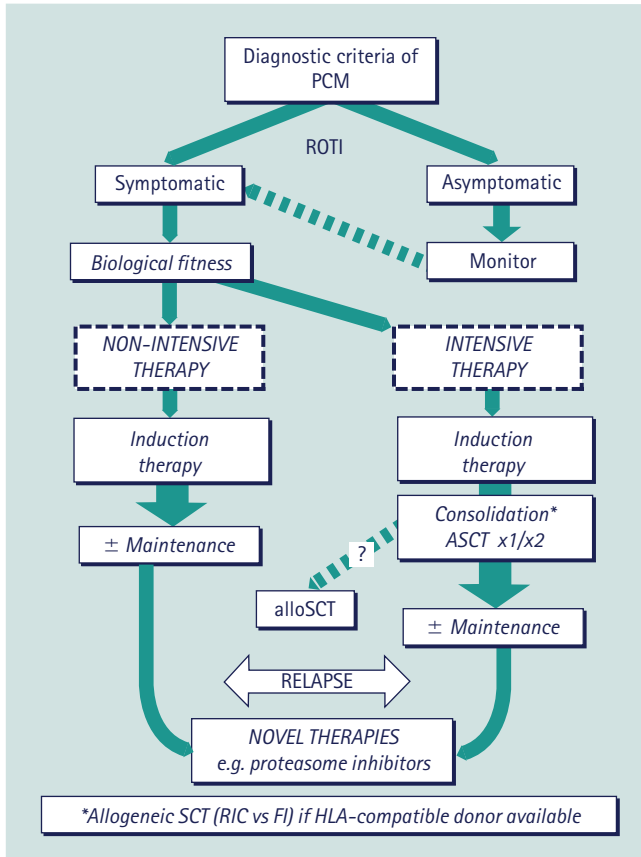 Diagnostic criteria of
PCM
ROTI
Symptomatic
Asymptomatic
Biological fitness
Monitor
NON-INTENSIVE
THERAPY
INTENSIVE
THERAPY
Induction
therapy
Induction
therapy
Consolidation*
ASCT x1/x2
± Maintenance
?
alloSCT
± Maintenance
RELAPSE
NOVEL THERAPIES
e.g. proteasome inhibitors
*Allogeneic SCT (RIC vs FI) if HLA-compatible donor available